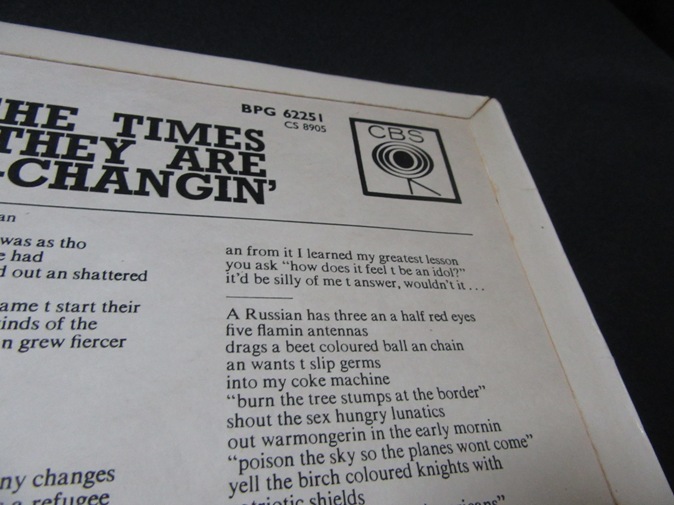 HE TIMES
THEY ARE
-CHANGIN'
BPG 62251
CS 8905
CBS
an
was as tho
e had
d out an shattered
ame t start their
inds of the
n grew fiercer
ny changes
a refugee
an from it I learned my greatest lesson
you ask "how does it feel t be an idol?"
it'd be silly of me t answer, wouldn't it...
A Russian has three an a half red eyes
five flamin antennas
drags a beet coloured ball an chain
an wants t slip germs
into my coke machine
"burn the tree stumps at the border"
shout the sex hungry lunatics
out warmongerin in the early mornin
"poison the sky so the planes wont come"
yell the birch coloured knights with
triotic shields